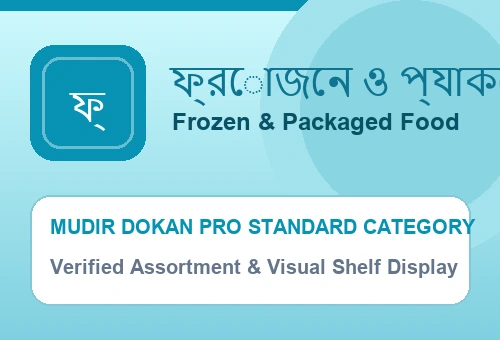 ফ্
ফ্রোজেন ও প্যাক
Frozen & Packaged Food
MUDIR DOKAN PRO STANDARD CATEGORY
Verified Assortment & Visual Shelf Display